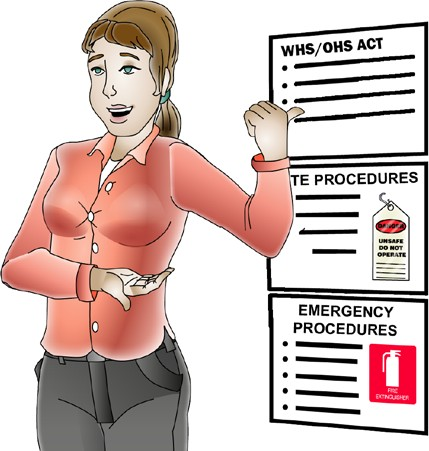 WHS/OHS ACT
TE PROCEDURES
DANGER
UNSAFE
DO NOT
OPERATE
EMERGENCY
PROCEDURES
FIRE
EXTINGUISHER